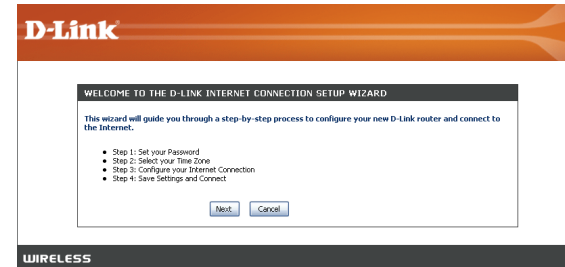 D-Link
WELCOME TO THE D-LINK INTERNET CONNECTION SETUP WIZARD
This wizard will guide you through a step-by-step process to configure your new D-Link router and connect to
the Internet.
• Step 1: Set your Password
• Step 2: Select your Time Zone
• Step 3: Configure your Internet Connection
• Step 4: Save Settings and Connect
Next Cancel
WIRELESS